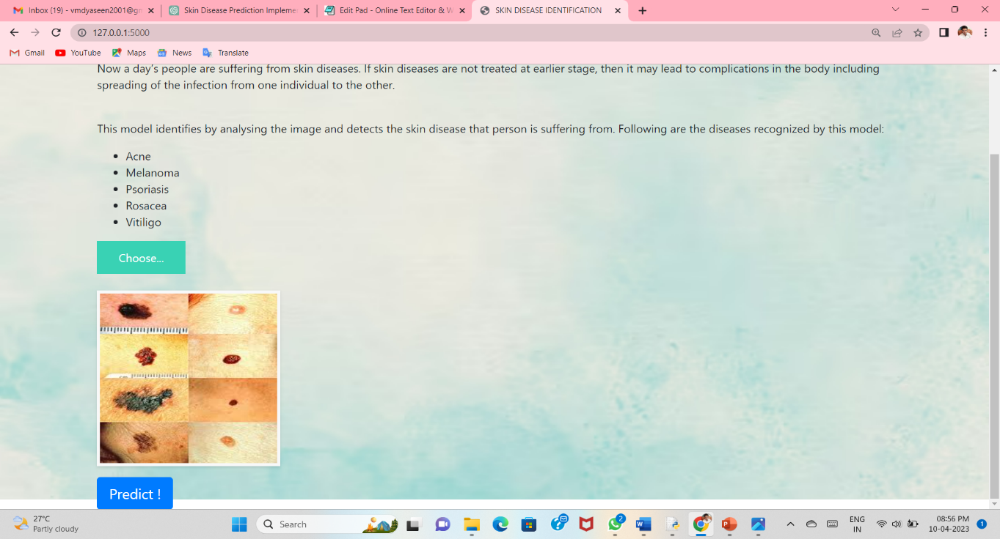 Inbox (19) - vmdyaseen2001@gm
Skin Disease Prediction Impleme
Edit Pad - Online Text Editor & W
SKIN DISEASE IDENTIFICATION
127.0.0.1:5000
Gmail
YouTube
Maps
News
Translate
Now a day's people are suffering from skin diseases. If skin diseases are not treated at earlier stage, then it may lead to complications in the body including
spreading of the infection from one individual to the other.
This model identifies by analysing the image and detects the skin disease that person is suffering from. Following are the diseases recognized by this model:
Acne
Melanoma
Psoriasis
Rosacea
Vitiligo
Choose...
Predict !
27°C
Partly cloudy
Search
2
ENG
IN
08:56 PM
10-04-2023
1